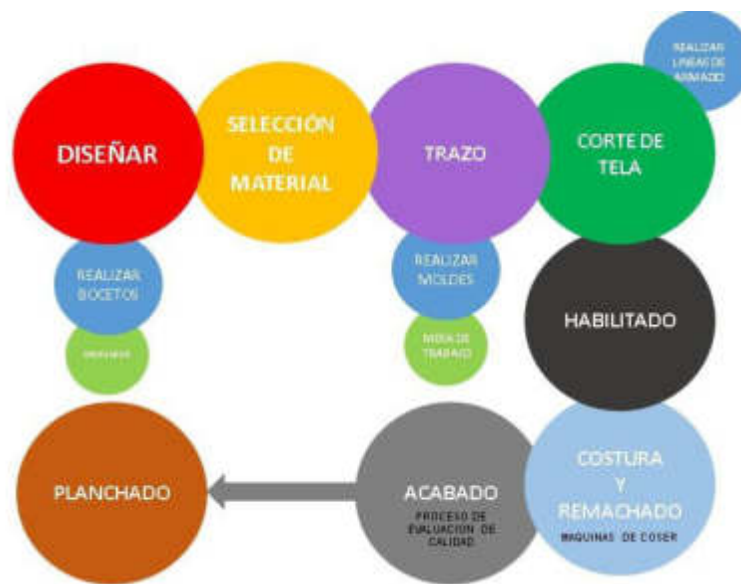 REALIZAR
LINEAS DE
ARMADO
DISEÑAR
SELECCIÓN
DE
MATERIAL
TRAZO
CORTE DE
TELA
REALIZAR
BOCETOS
REALIZAR
MOLDES
MESA DE
TRABAJO
HABILITADO
PLANCHADO
ACABADO
PROCESO DE
EVALUACION DE
CALIDAD
COSTURA
Y
REMACHADO
MAQUINAS DE COSER